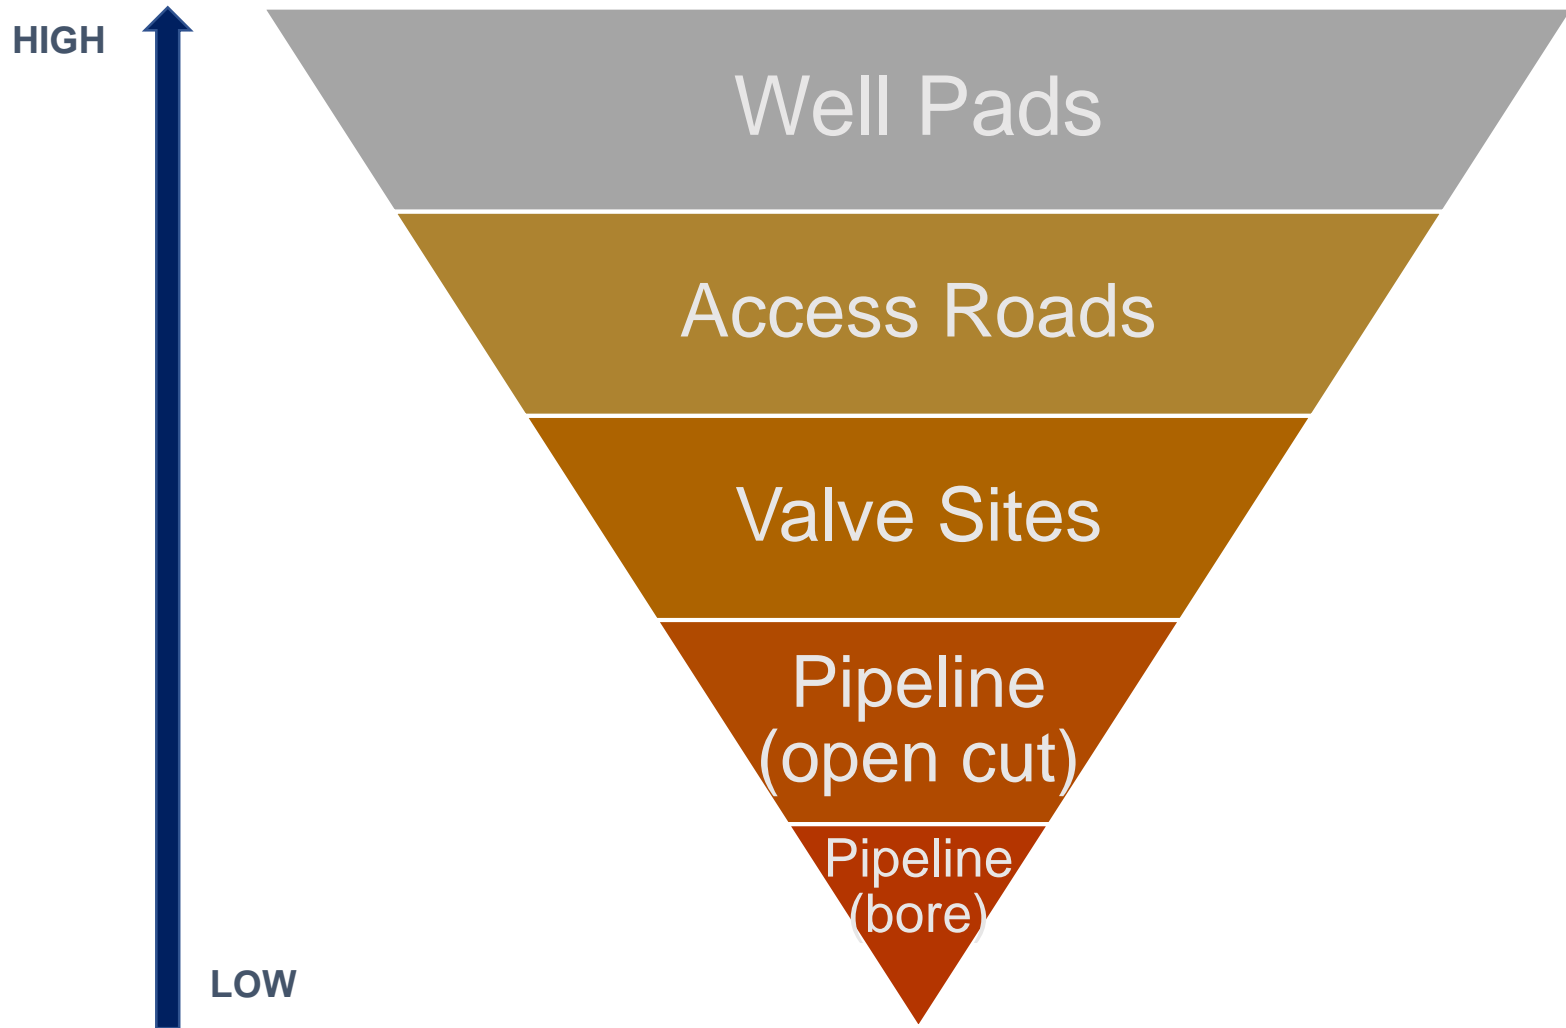 HIGH
Well Pads
Access Roads
Valve Sites
Pipeline
(open cut)
Pipeline
(bore)
LOW